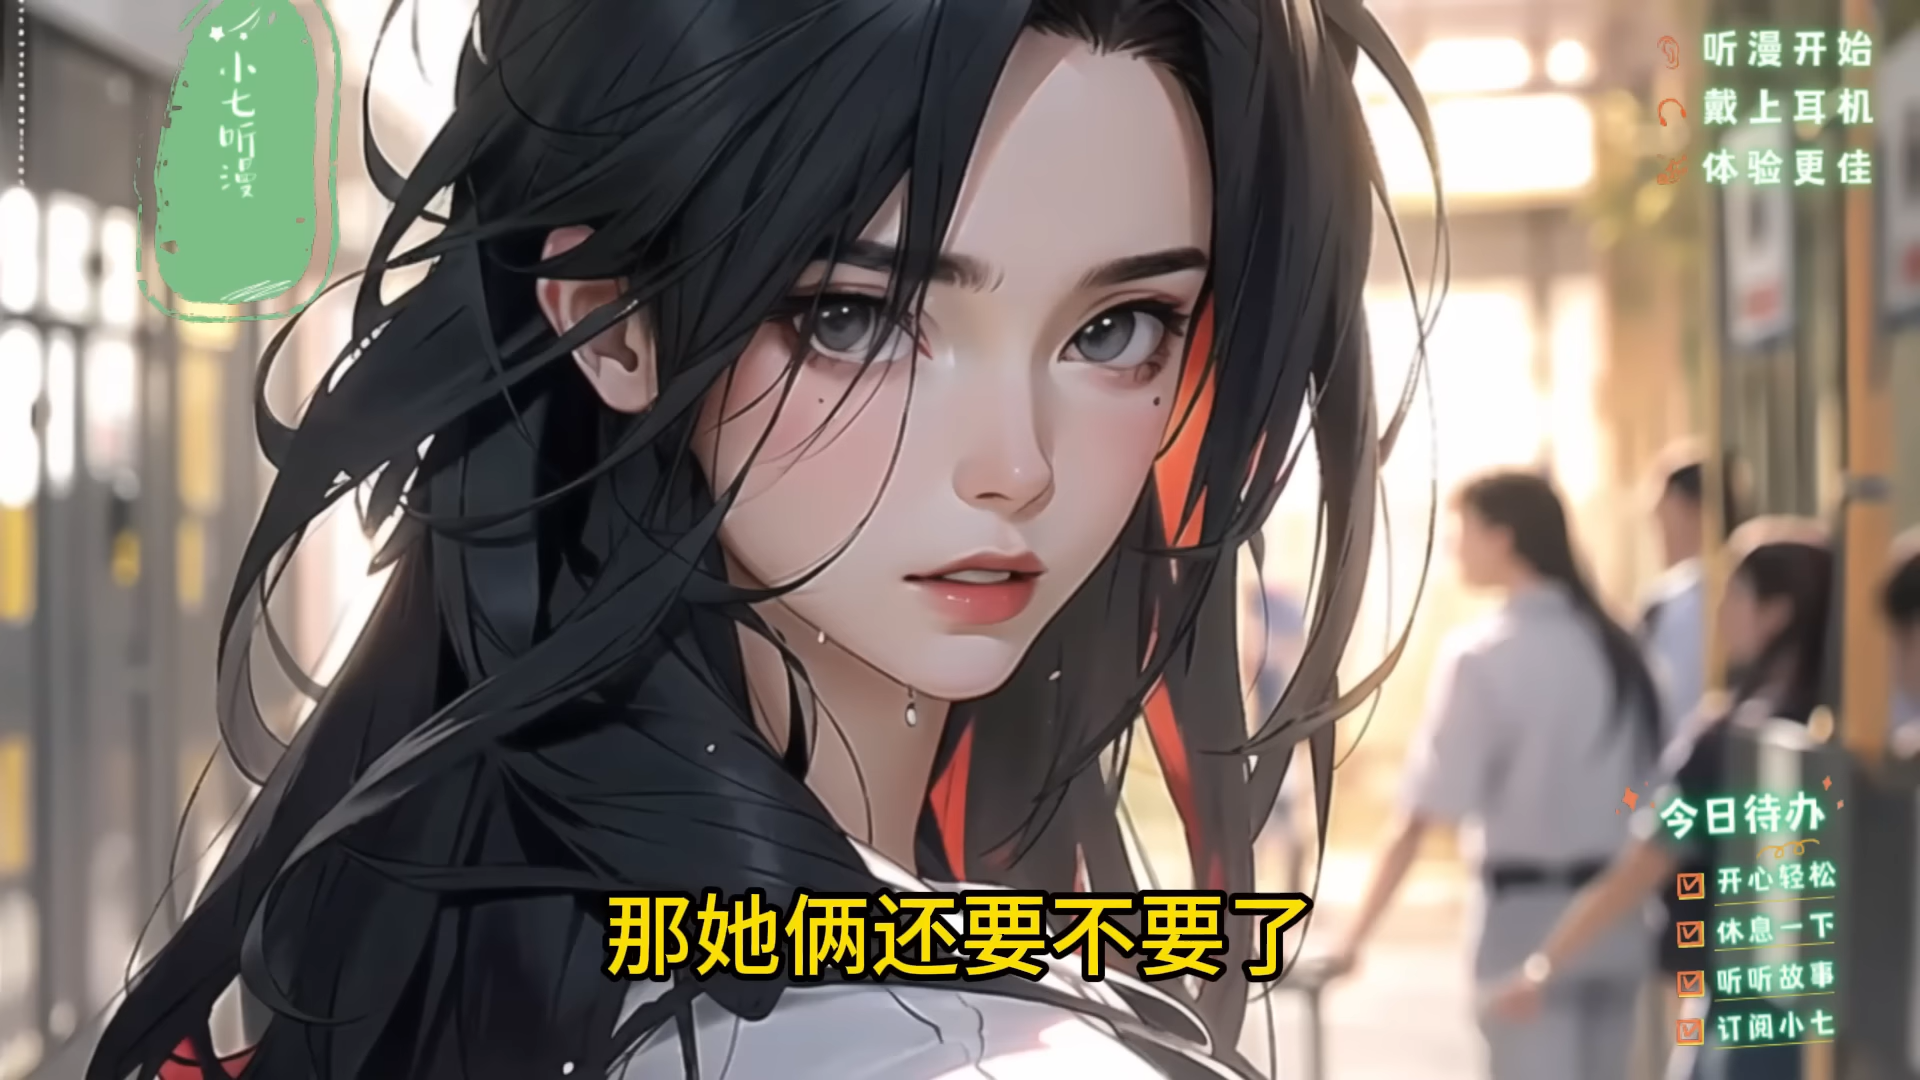 小七听漫
听漫开始
戴上耳机
体验更佳
今日待办
开心轻松
休息一下
听听故事
订阅小七
那她俩还要不要了